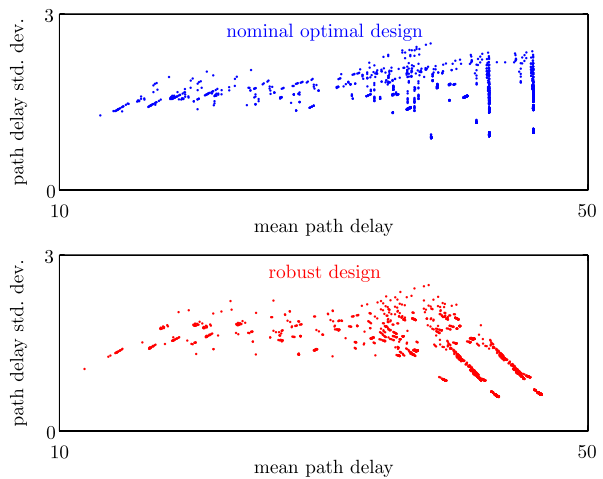 3
nominal optimal design
path delay std. dev.
0
10
50
mean path delay
3
robust design
path delay std. dev.
0
10
50
mean path delay